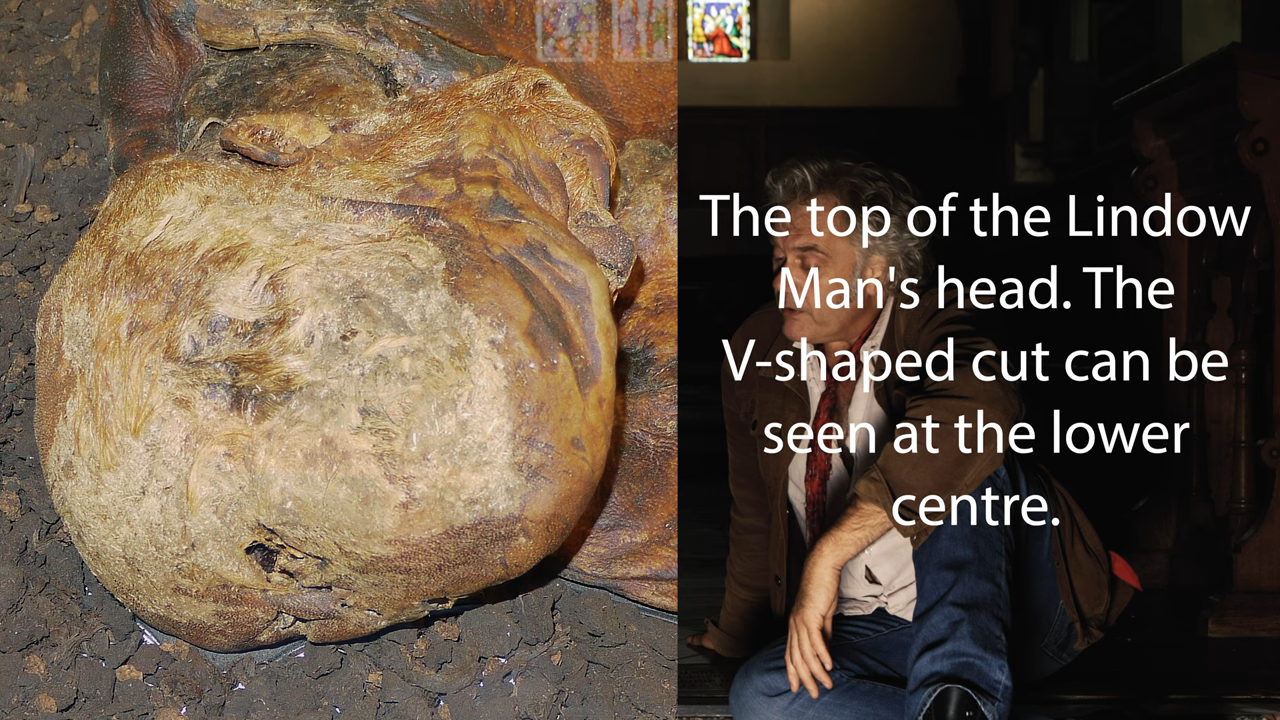 The top of the Lindow
Man's head. The
V-shaped cut can be
seen at the lower
centre.